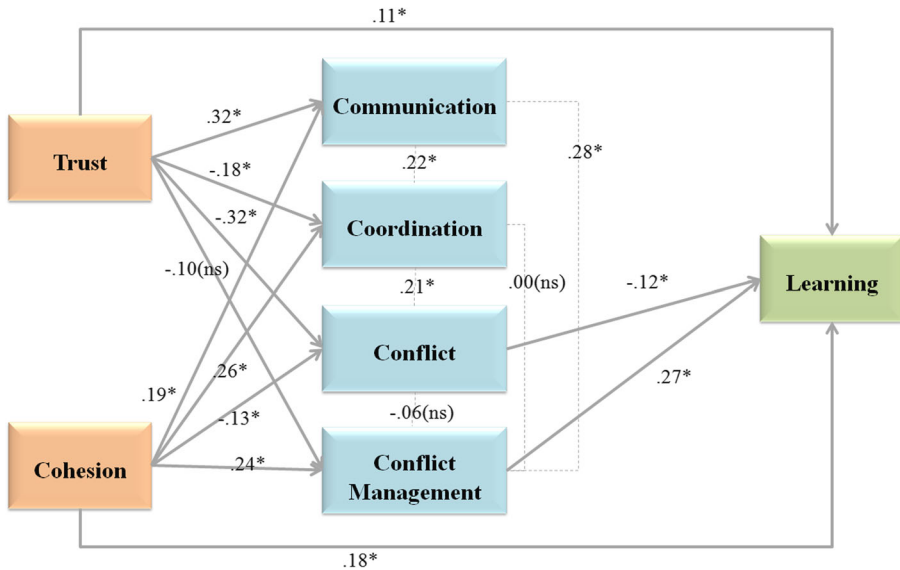 .11*
Communication
.32*
.28*
Trust
.22*
-.18*
-.32*
Coordination
-.10(ns)
.21*
.00(ns)
-.12*
Learning
Conflict
.26*
.27*
.19*
-.13*
-.06(ns)
.24*
Cohesion
Conflict
Management
.18*